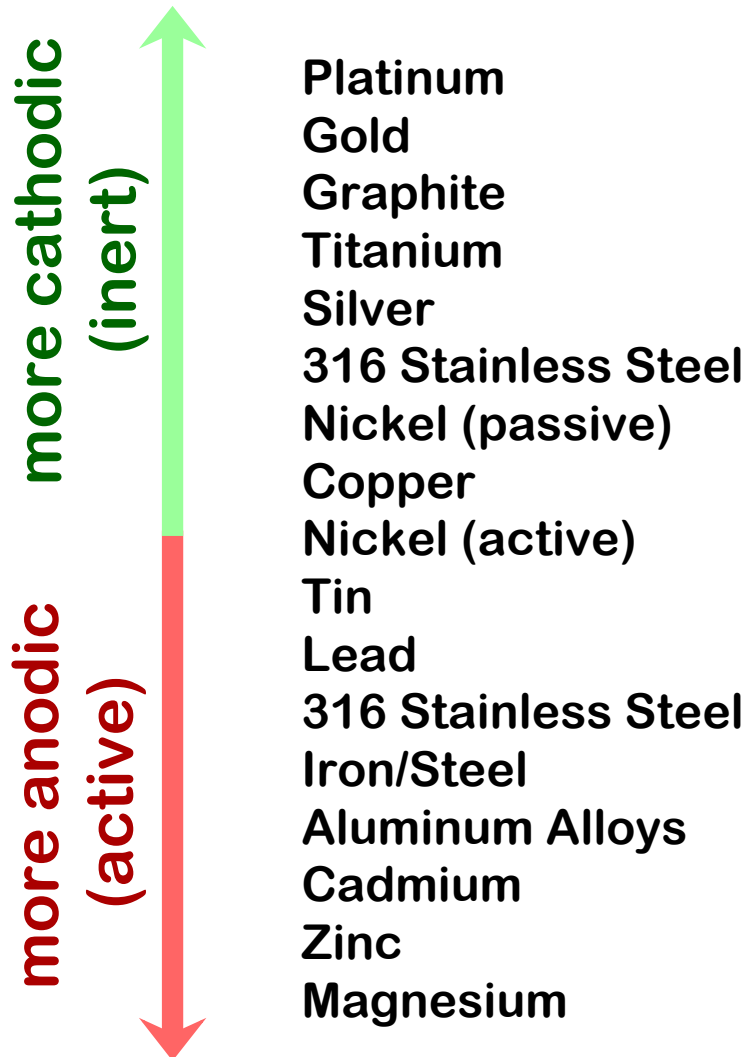 more cathodic
(inert)
more anodic
(active)
Platinum
Gold
Graphite
Titanium
Silver
316 Stainless Steel
Nickel (passive)
Copper
Nickel (active)
Tin
Lead
316 Stainless Steel
Iron/Steel
Aluminum Alloys
Cadmium
Zinc
Magnesium